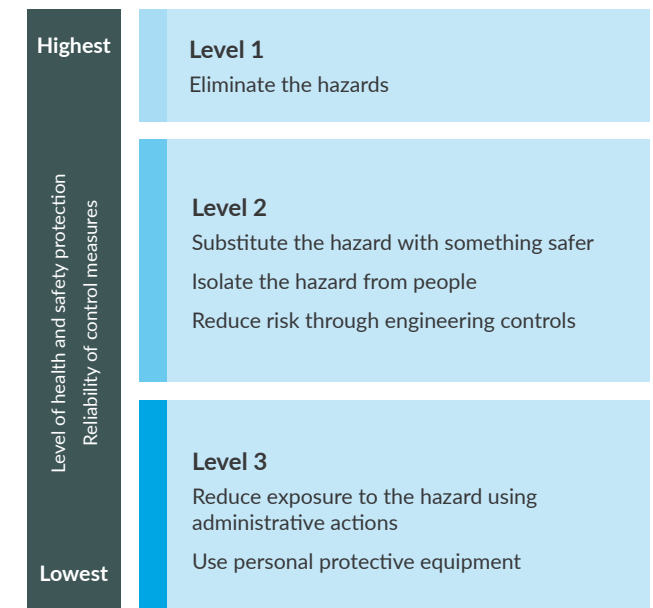 Highest
Level of health and safety protection
Reliability of control measures
Lowest
Level 1
Eliminate the hazards
Level 2
Substitute the hazard with something safer
Isolate the hazard from people
Reduce risk through engineering controls
Level 3
Reduce exposure to the hazard using
administrative actions
Use personal protective equipment